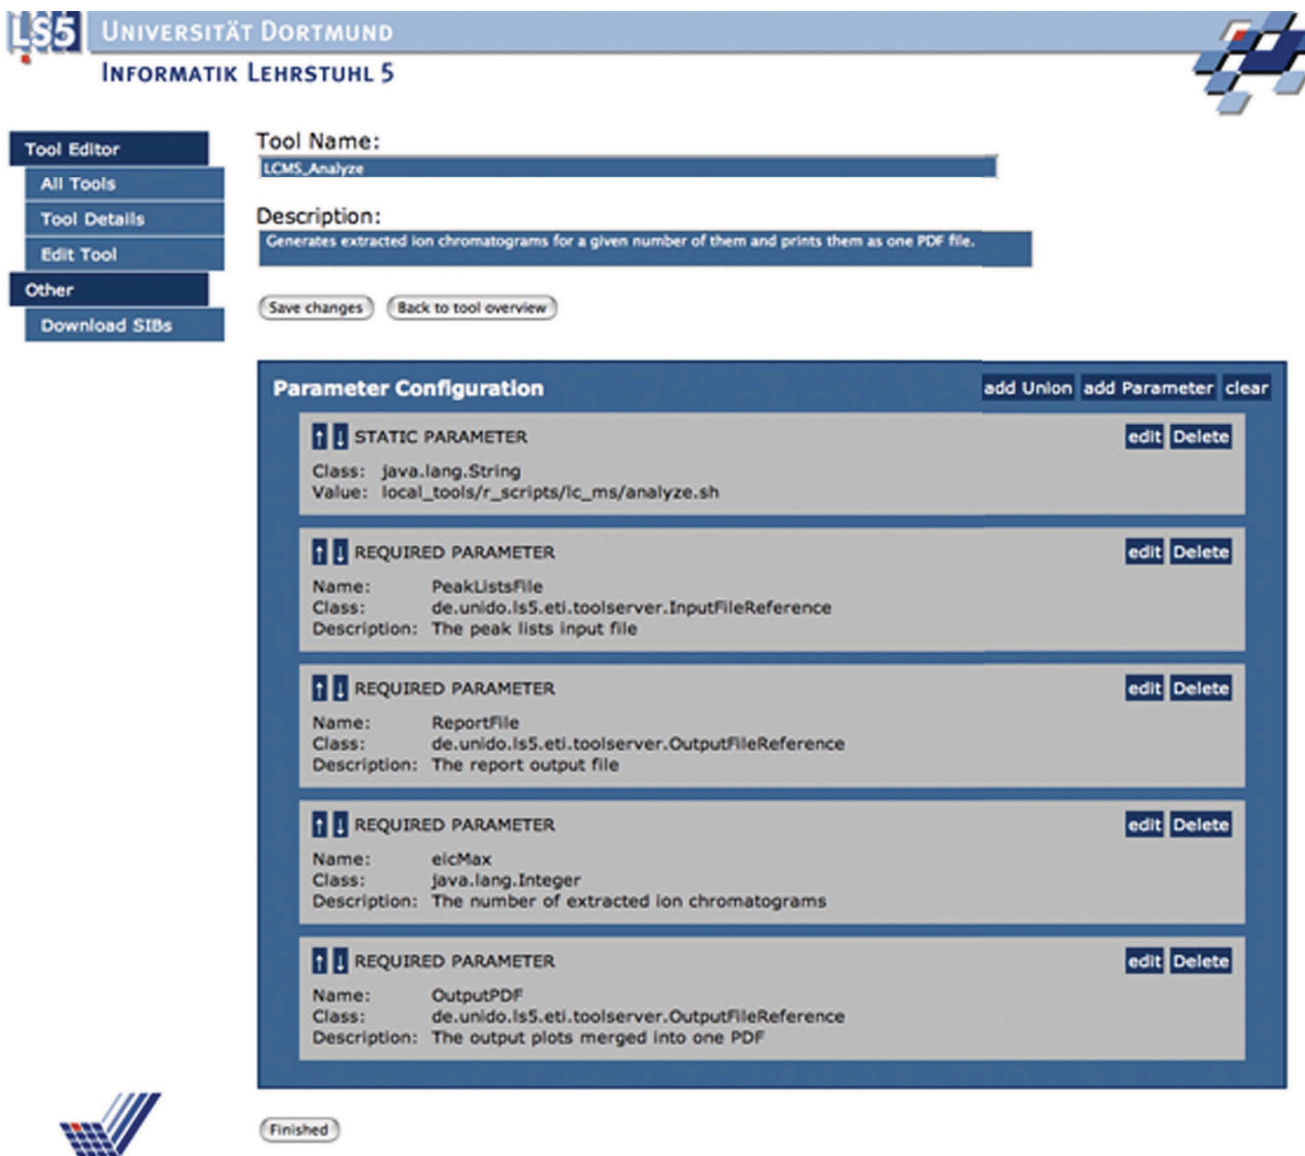 LS5 UNIVERSITÄT DORTMUND
INFORMATIK LEHRSTUHL 5
Tool Editor
All Tools
Tool Details
Edit Tool
Other
Download SIBs
Tool Name:
LCMS_Analyze
Description:
Generates extracted ion chromatograms for a given number of them and prints them as one PDF file.
Save changes Back to tool overview
Parameter Configuration add Union add Parameter clear
↑ ↓ STATIC PARAMETER edit Delete
Class: java.lang.String
Value: local_tools/r_scripts/lc_ms/analyze.sh
↑ ↓ REQUIRED PARAMETER edit Delete
Name: PeakListsFile
Class: de.unido.ls5.eti.toolserver.InputFileReference
Description: The peak lists input file
↑ ↓ REQUIRED PARAMETER edit Delete
Name: ReportFile
Class: de.unido.ls5.eti.toolserver.OutputFileReference
Description: The report output file
↑ ↓ REQUIRED PARAMETER edit Delete
Name: eicMax
Class: java.lang.Integer
Description: The number of extracted ion chromatograms
↑ ↓ REQUIRED PARAMETER edit Delete
Name: OutputPDF
Class: de.unido.ls5.eti.toolserver.OutputFileReference
Description: The output plots merged into one PDF
Finished